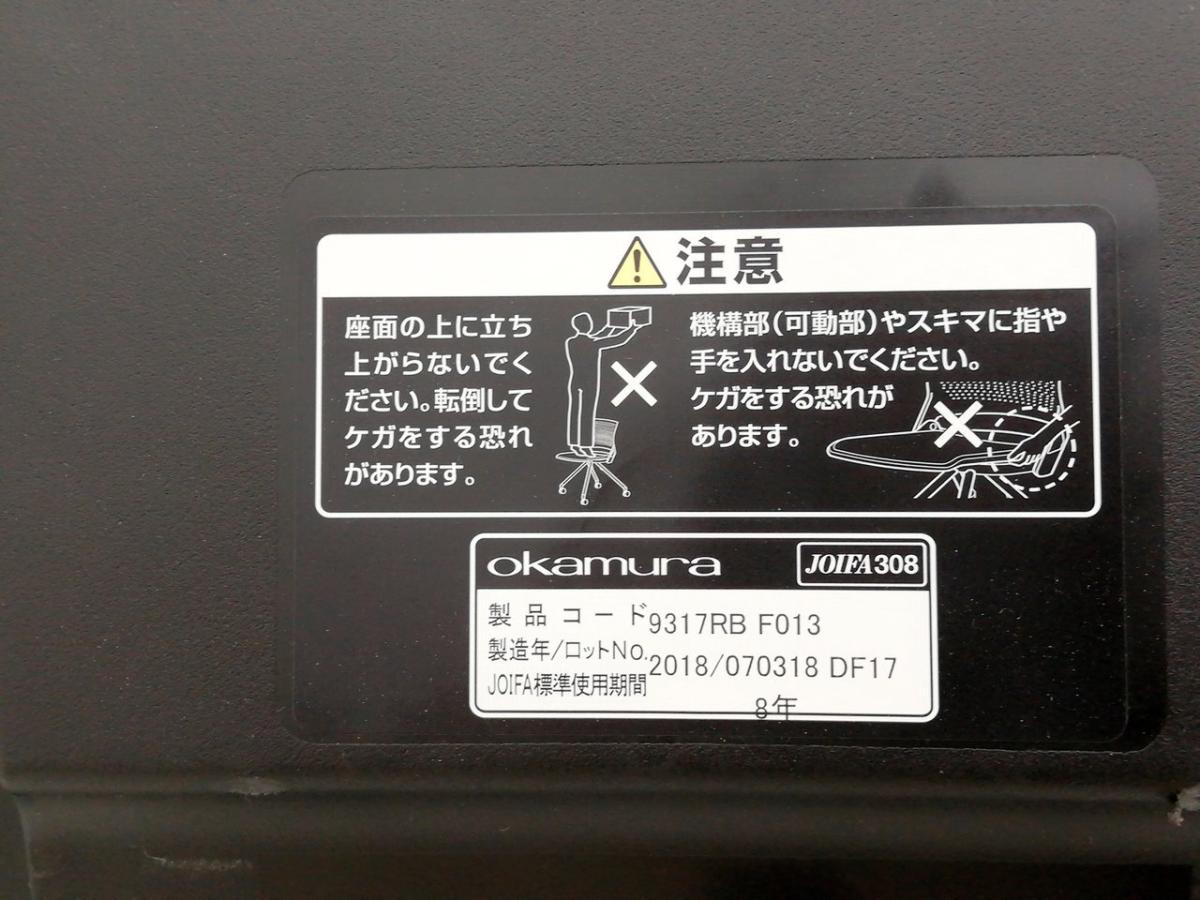 注意
座面の上に立ち
上がらないでく
ださい。転倒して
ケガをする恐れ
があります。
機構部(可動部)やスキマに指や
手を入れないでください。
ケガをする恐れが
あります。
okamura JOIFA308
製品コード 9317RB F013
製造年/ロットNo. 2018/070318 DF17
JOIFA標準使用期間 8年